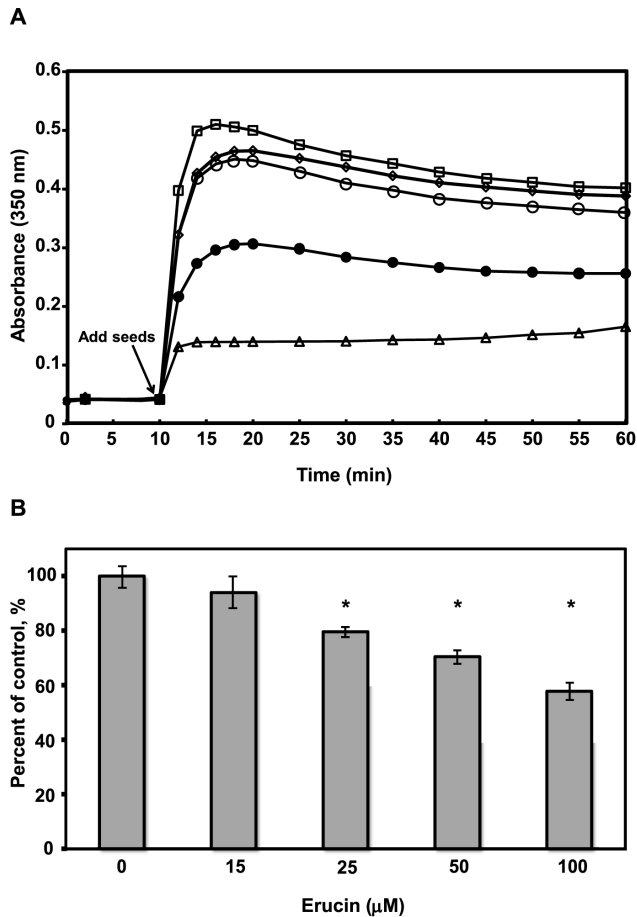 A
Absorbance (350 nm)
0.6
0.5
0.4
0.3
0.2
0.1
0
Add seeds
0 5 10 15 20 25 30 35 40 45 50 55 60
Time (min)
B
Percent of control, %
100
80
60
40
20
0
* * *
0 15 25 50 100
Erucin (μM)